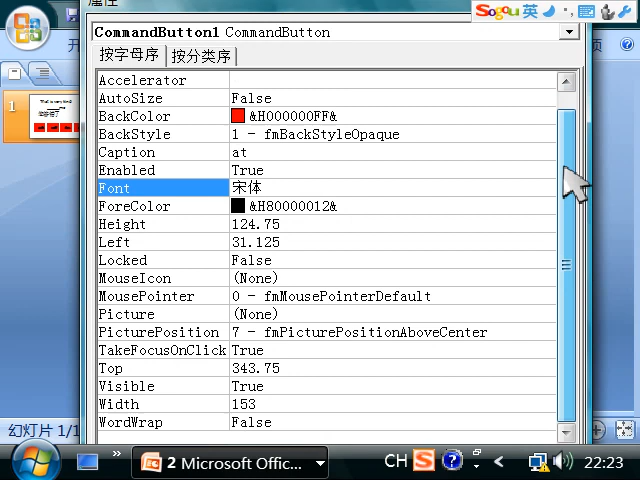 属性
Sogou 英
CommandButton1 CommandButton
按字母序 按分类序
Accelerator
AutoSize False
BackColor &H000000FF&
BackStyle 1 - fmBackStyleOpaque
Caption at
Enabled True
Font 宋体
ForeColor &H80000012&
Height 124.75
Left 31.125
Locked False
MouseIcon (None)
MousePointer 0 - fmMousePointerDefault
Picture (None)
PicturePosition 7 - fmPicturePositionAboveCenter
TakeFocusOnClick True
Top 343.75
Visible True
Width 153
WordWrap False
开
1
幻灯片 1/1
2 Microsoft Offic...
CH S
22:23